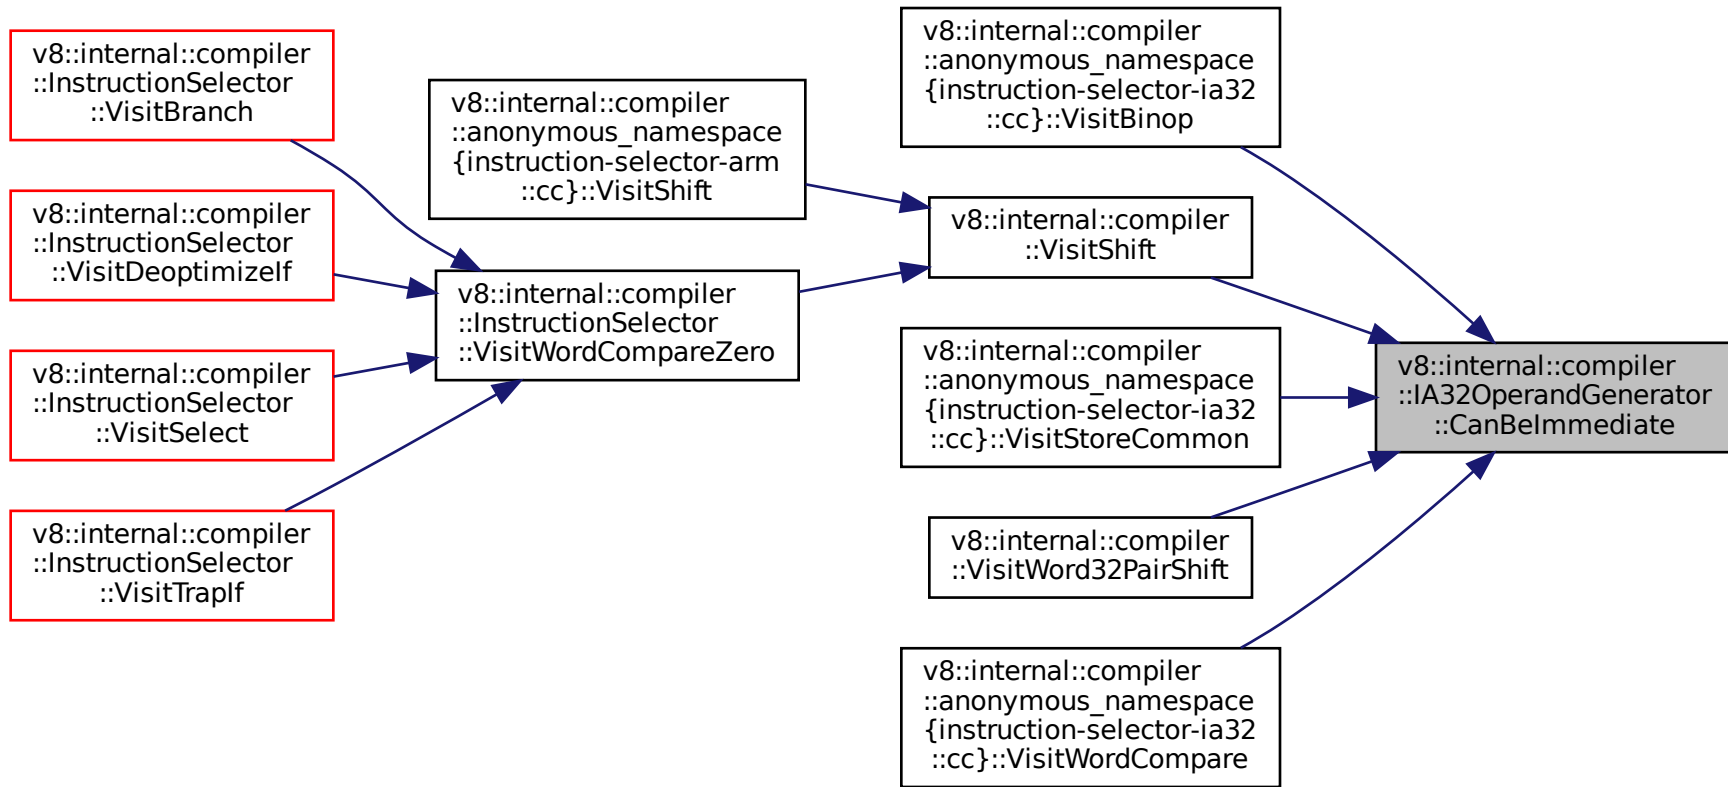 v8::internal::compiler
::InstructionSelector
::VisitBranch
v8::internal::compiler
::InstructionSelector
::VisitDeoptimizeIf
v8::internal::compiler
::InstructionSelector
::VisitSelect
v8::internal::compiler
::InstructionSelector
::VisitTrapIf
v8::internal::compiler
::anonymous_namespace
{instruction-selector-arm
::cc}::VisitShift
v8::internal::compiler
::InstructionSelector
::VisitWordCompareZero
v8::internal::compiler
::anonymous_namespace
{instruction-selector-ia32
::cc}::VisitBinop
v8::internal::compiler
::VisitShift
v8::internal::compiler
::anonymous_namespace
{instruction-selector-ia32
::cc}::VisitStoreCommon
v8::internal::compiler
::VisitWord32PairShift
v8::internal::compiler
::anonymous_namespace
{instruction-selector-ia32
::cc}::VisitWordCompare
v8::internal::compiler
::IA32OperandGenerator
::CanBeImmediate